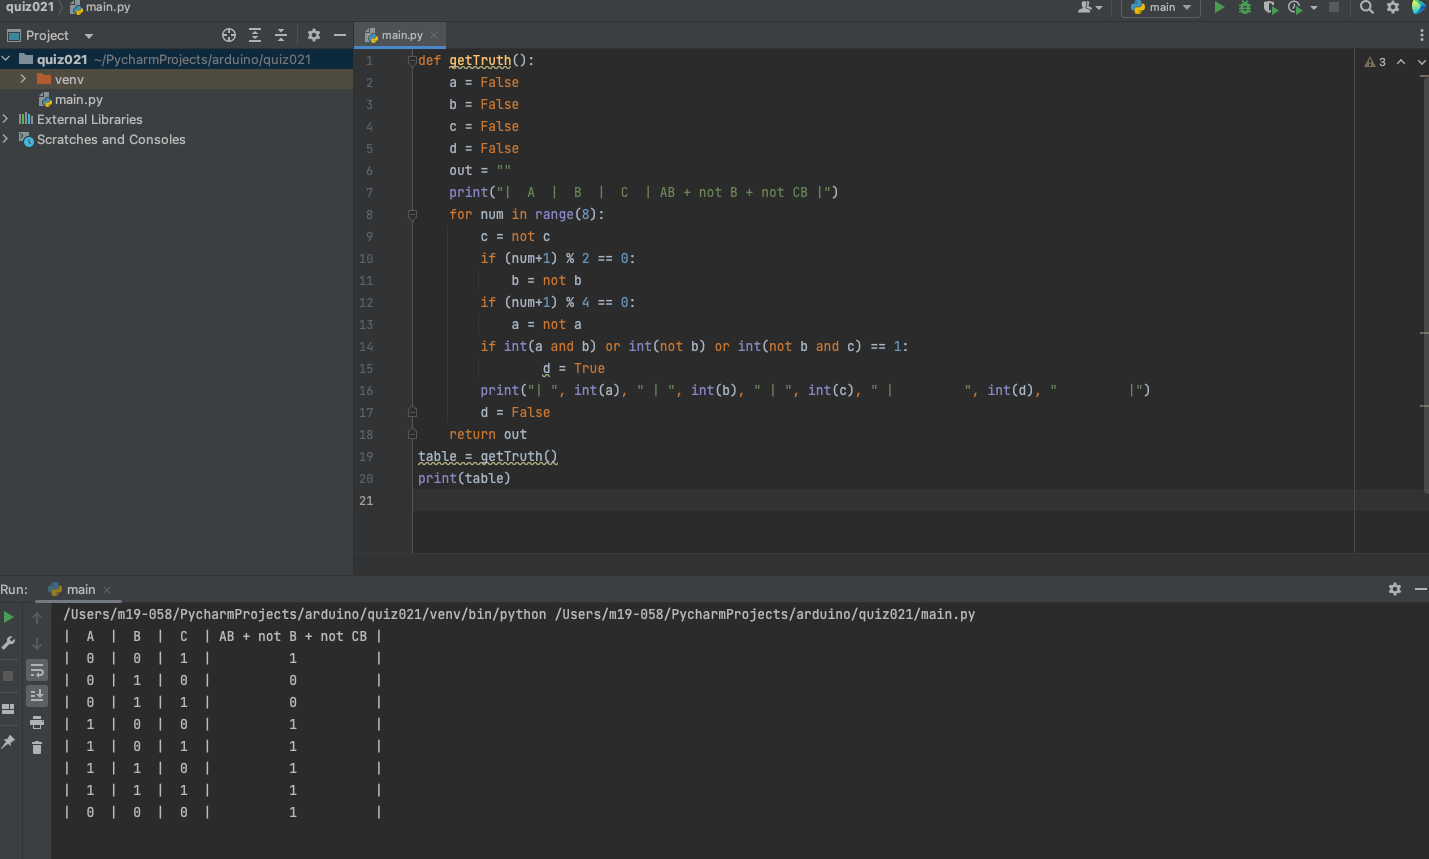 quiz021 main.py
main
Project
main.py
quiz021 ~/PycharmProjects/arduino/quiz021
venv
main.py
External Libraries
Scratches and Consoles
3
1 def getTruth():
2 a = False
3 b = False
4 c = False
5 d = False
6 out = ""
7 print("|  A  |  B  |  C  | AB + not B + not CB |")
8 for num in range(8):
9 c = not c
10 if (num+1) % 2 == 0:
11 b = not b
12 if (num+1) % 4 == 0:
13 a = not a
14 if int(a and b) or int(not b) or int(not b and c) == 1:
15 d = True
16 print("| ", int(a), " | ", int(b), " | ", int(c), " |         ", int(d), "         |")
17 d = False
18 return out
19 table = getTruth()
20 print(table)
21
Run: main
/Users/m19-058/PycharmProjects/arduino/quiz021/venv/bin/python /Users/m19-058/PycharmProjects/arduino/quiz021/main.py
|  A  |  B  |  C  | AB + not B + not CB |
|  0  |  0  |  1  |          1          |
|  0  |  1  |  0  |          0          |
|  0  |  1  |  1  |          0          |
|  1  |  0  |  0  |          1          |
|  1  |  0  |  1  |          1          |
|  1  |  1  |  0  |          1          |
|  1  |  1  |  1  |          1          |
|  0  |  0  |  0  |          1          |